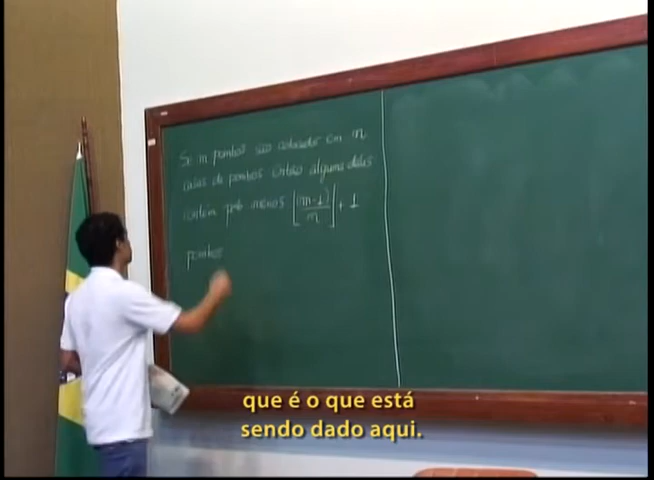 Se m pombos são colocados em n
casas de pombos então alguma delas
contém pelo menos ⌊(m-1)/n⌋ + 1
pombos
que é o que está
sendo dado aqui.